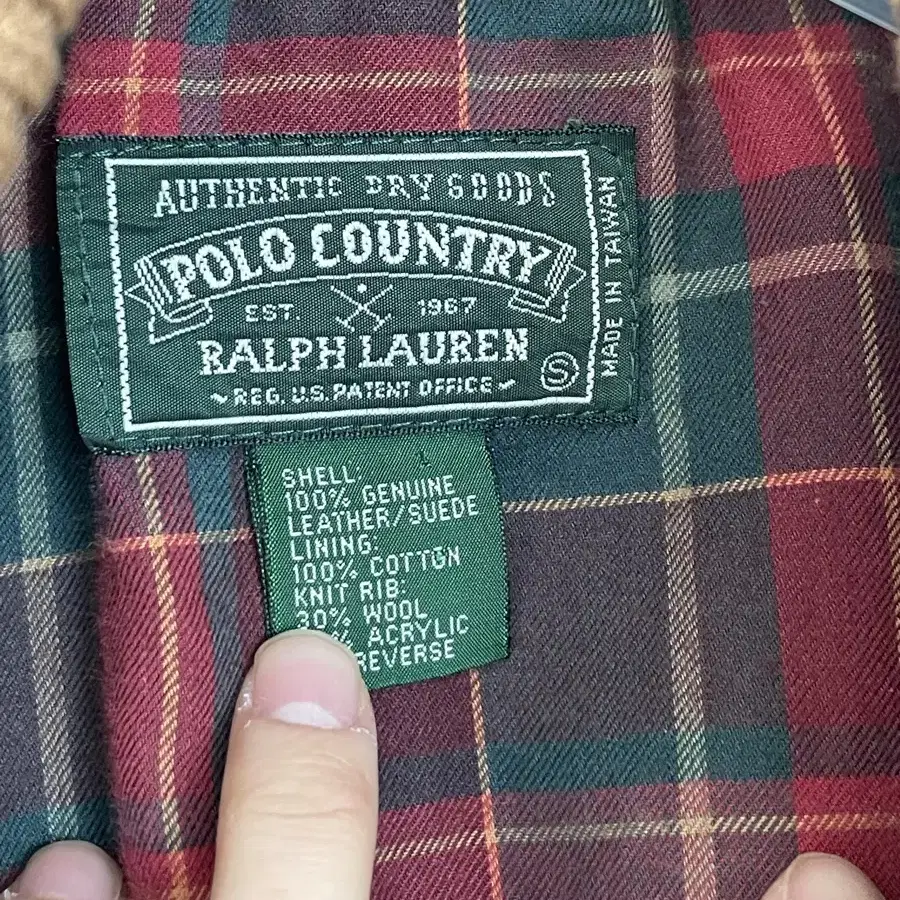 AUTHENTIC DRY GOODS
POLO COUNTRY
EST. 1967
RALPH LAUREN
REG. U.S. PATENT OFFICE
S
MADE IN TAIWAN
SHELL:
100% GENUINE
LEATHER/SUEDE
LINING:
100% COTTON
KNIT RIB:
30% WOOL
% ACRYLIC
REVERSE